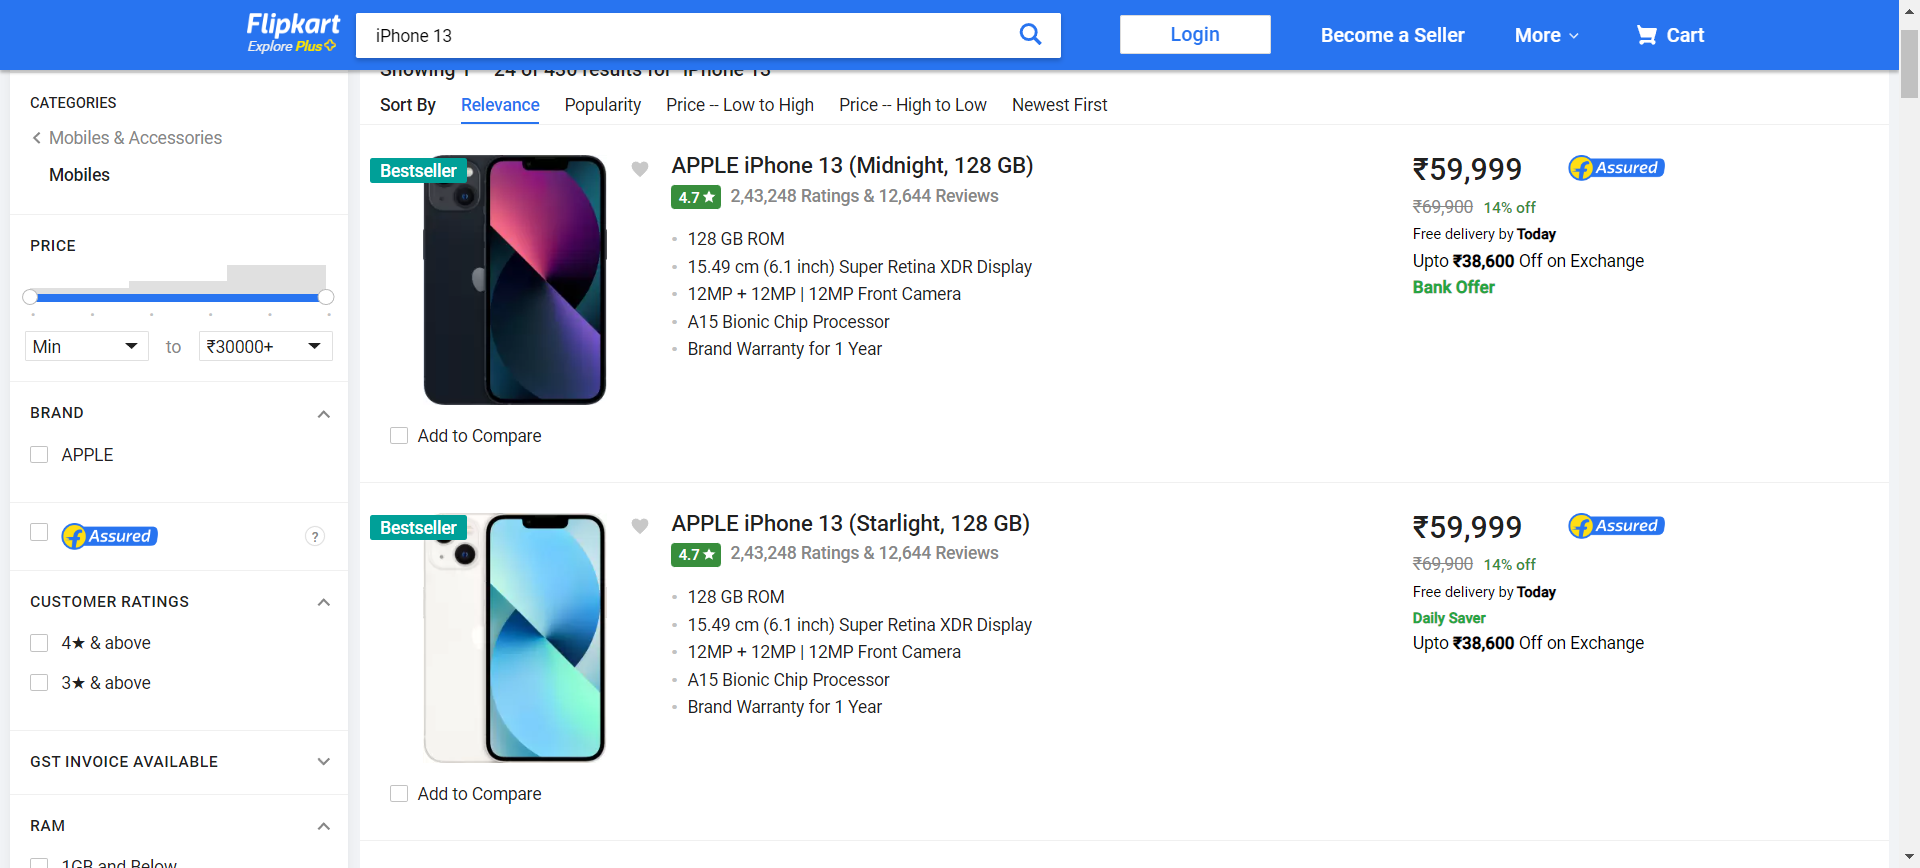 Flipkart
Explore Plus
iPhone 13
Login
Become a Seller
More
Cart
CATEGORIES
Mobiles & Accessories
Mobiles
PRICE
Min
to
₹30000+
BRAND
APPLE
Assured
?
CUSTOMER RATINGS
4★ & above
3★ & above
GST INVOICE AVAILABLE
RAM
1GB and Below
Showing 1 – 24 of 430 results for "iPhone 13"
Sort By
Relevance
Popularity
Price -- Low to High
Price -- High to Low
Newest First
Bestseller
APPLE iPhone 13 (Midnight, 128 GB)
4.7★ 2,43,248 Ratings & 12,644 Reviews
128 GB ROM
15.49 cm (6.1 inch) Super Retina XDR Display
12MP + 12MP | 12MP Front Camera
A15 Bionic Chip Processor
Brand Warranty for 1 Year
Add to Compare
₹59,999
Assured
₹69,900 14% off
Free delivery by Today
Upto ₹38,600 Off on Exchange
Bank Offer
Bestseller
APPLE iPhone 13 (Starlight, 128 GB)
4.7★ 2,43,248 Ratings & 12,644 Reviews
128 GB ROM
15.49 cm (6.1 inch) Super Retina XDR Display
12MP + 12MP | 12MP Front Camera
A15 Bionic Chip Processor
Brand Warranty for 1 Year
Add to Compare
₹59,999
Assured
₹69,900 14% off
Free delivery by Today
Daily Saver
Upto ₹38,600 Off on Exchange